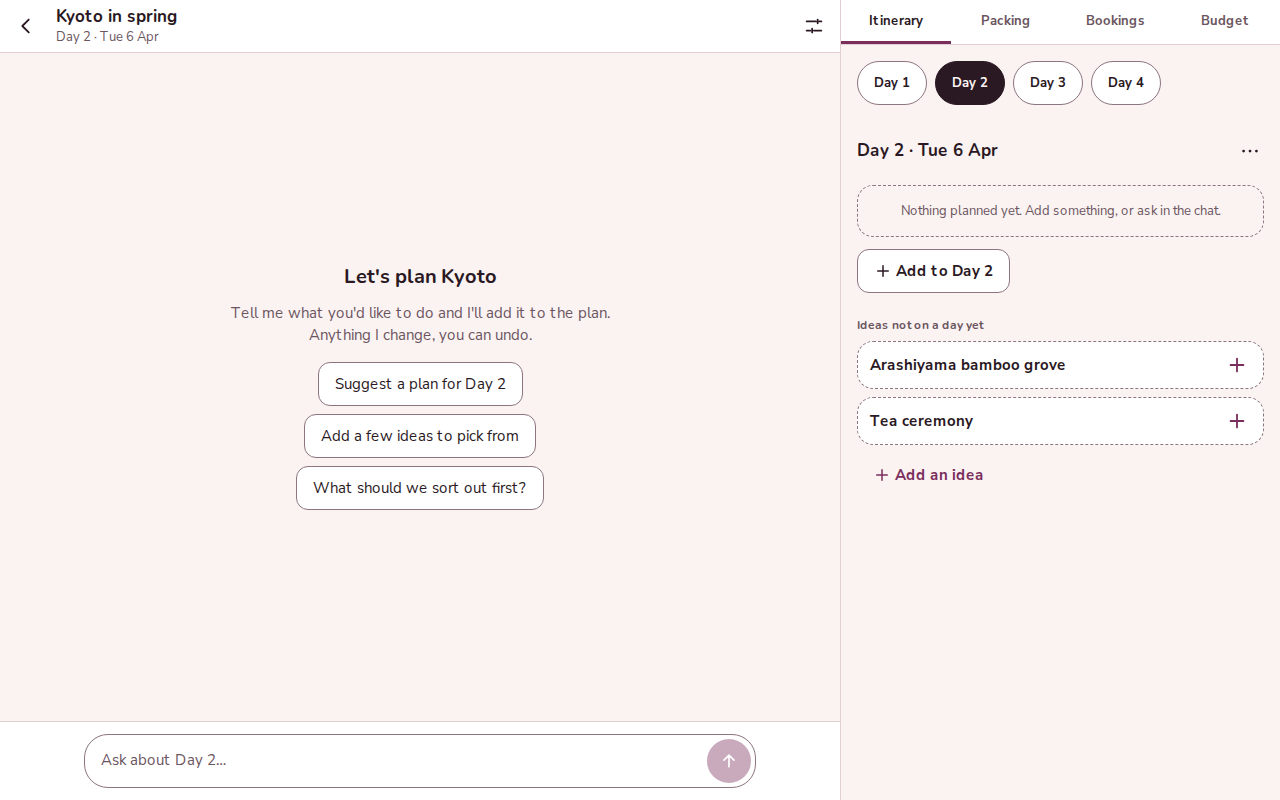 Kyoto in spring
Day 2 · Tue 6 Apr
Let's plan Kyoto
Tell me what you'd like to do and I'll add it to the plan.
Anything I change, you can undo.
Suggest a plan for Day 2
Add a few ideas to pick from
What should we sort out first?
Ask about Day 2...
Itinerary
Packing
Bookings
Budget
Day 1
Day 2
Day 3
Day 4
Day 2 · Tue 6 Apr
Nothing planned yet. Add something, or ask in the chat.
Add to Day 2
Ideas not on a day yet
Arashiyama bamboo grove
Tea ceremony
Add an idea